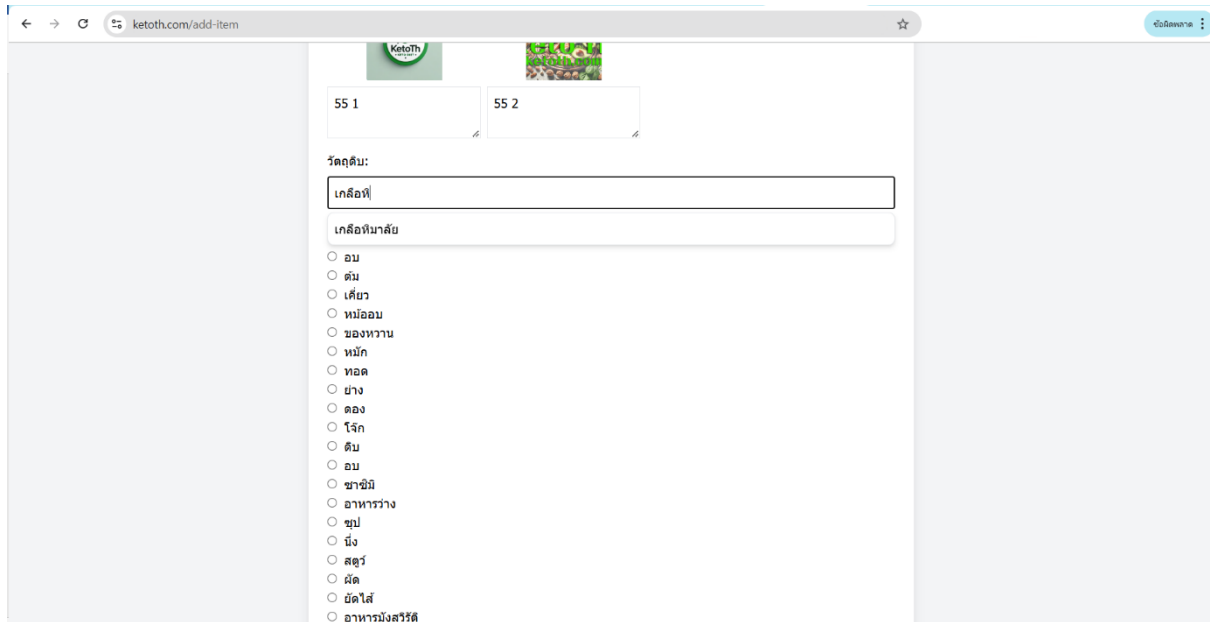 ketoth.com/add-item
ข้อผิดพลาด
KetoTh
ketoth.com
55 1
55 2
วัตถุดิบ:
เกลือหิ
เกลือหิมาลัย
อบ
ต้ม
เคี่ยว
หม้ออบ
ของหวาน
หมัก
ทอด
ย่าง
ดอง
โจ๊ก
ดิบ
อบ
ซาซิมิ
อาหารว่าง
ซุป
นึ่ง
สตูว์
ผัด
ยัดไส้
อาหารมังสวิรัติ